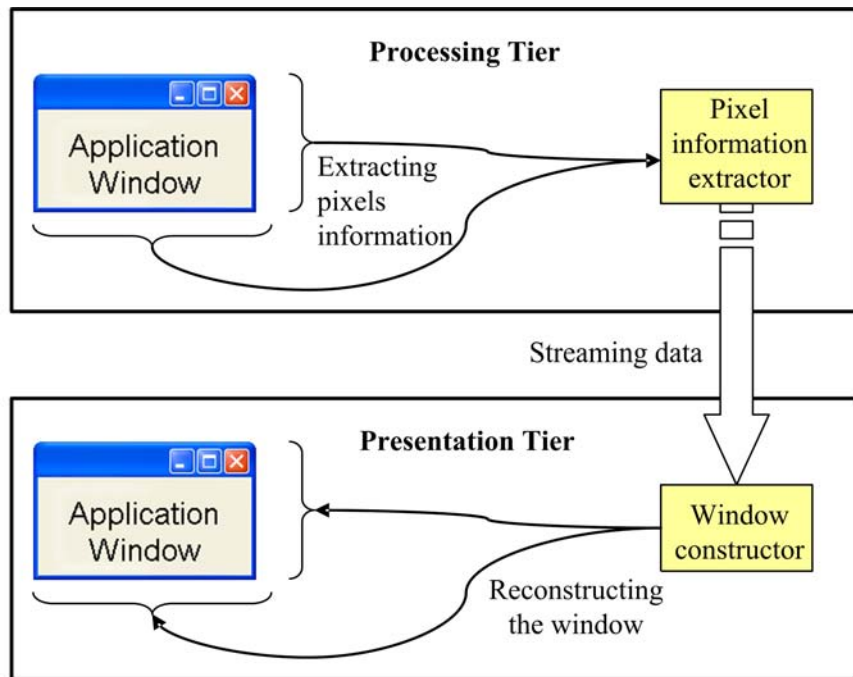 Processing Tier
Application
Window
Extracting
pixels
information
Pixel
information
extractor
Streaming data
Presentation Tier
Application
Window
Window
constructor
Reconstructing
the window